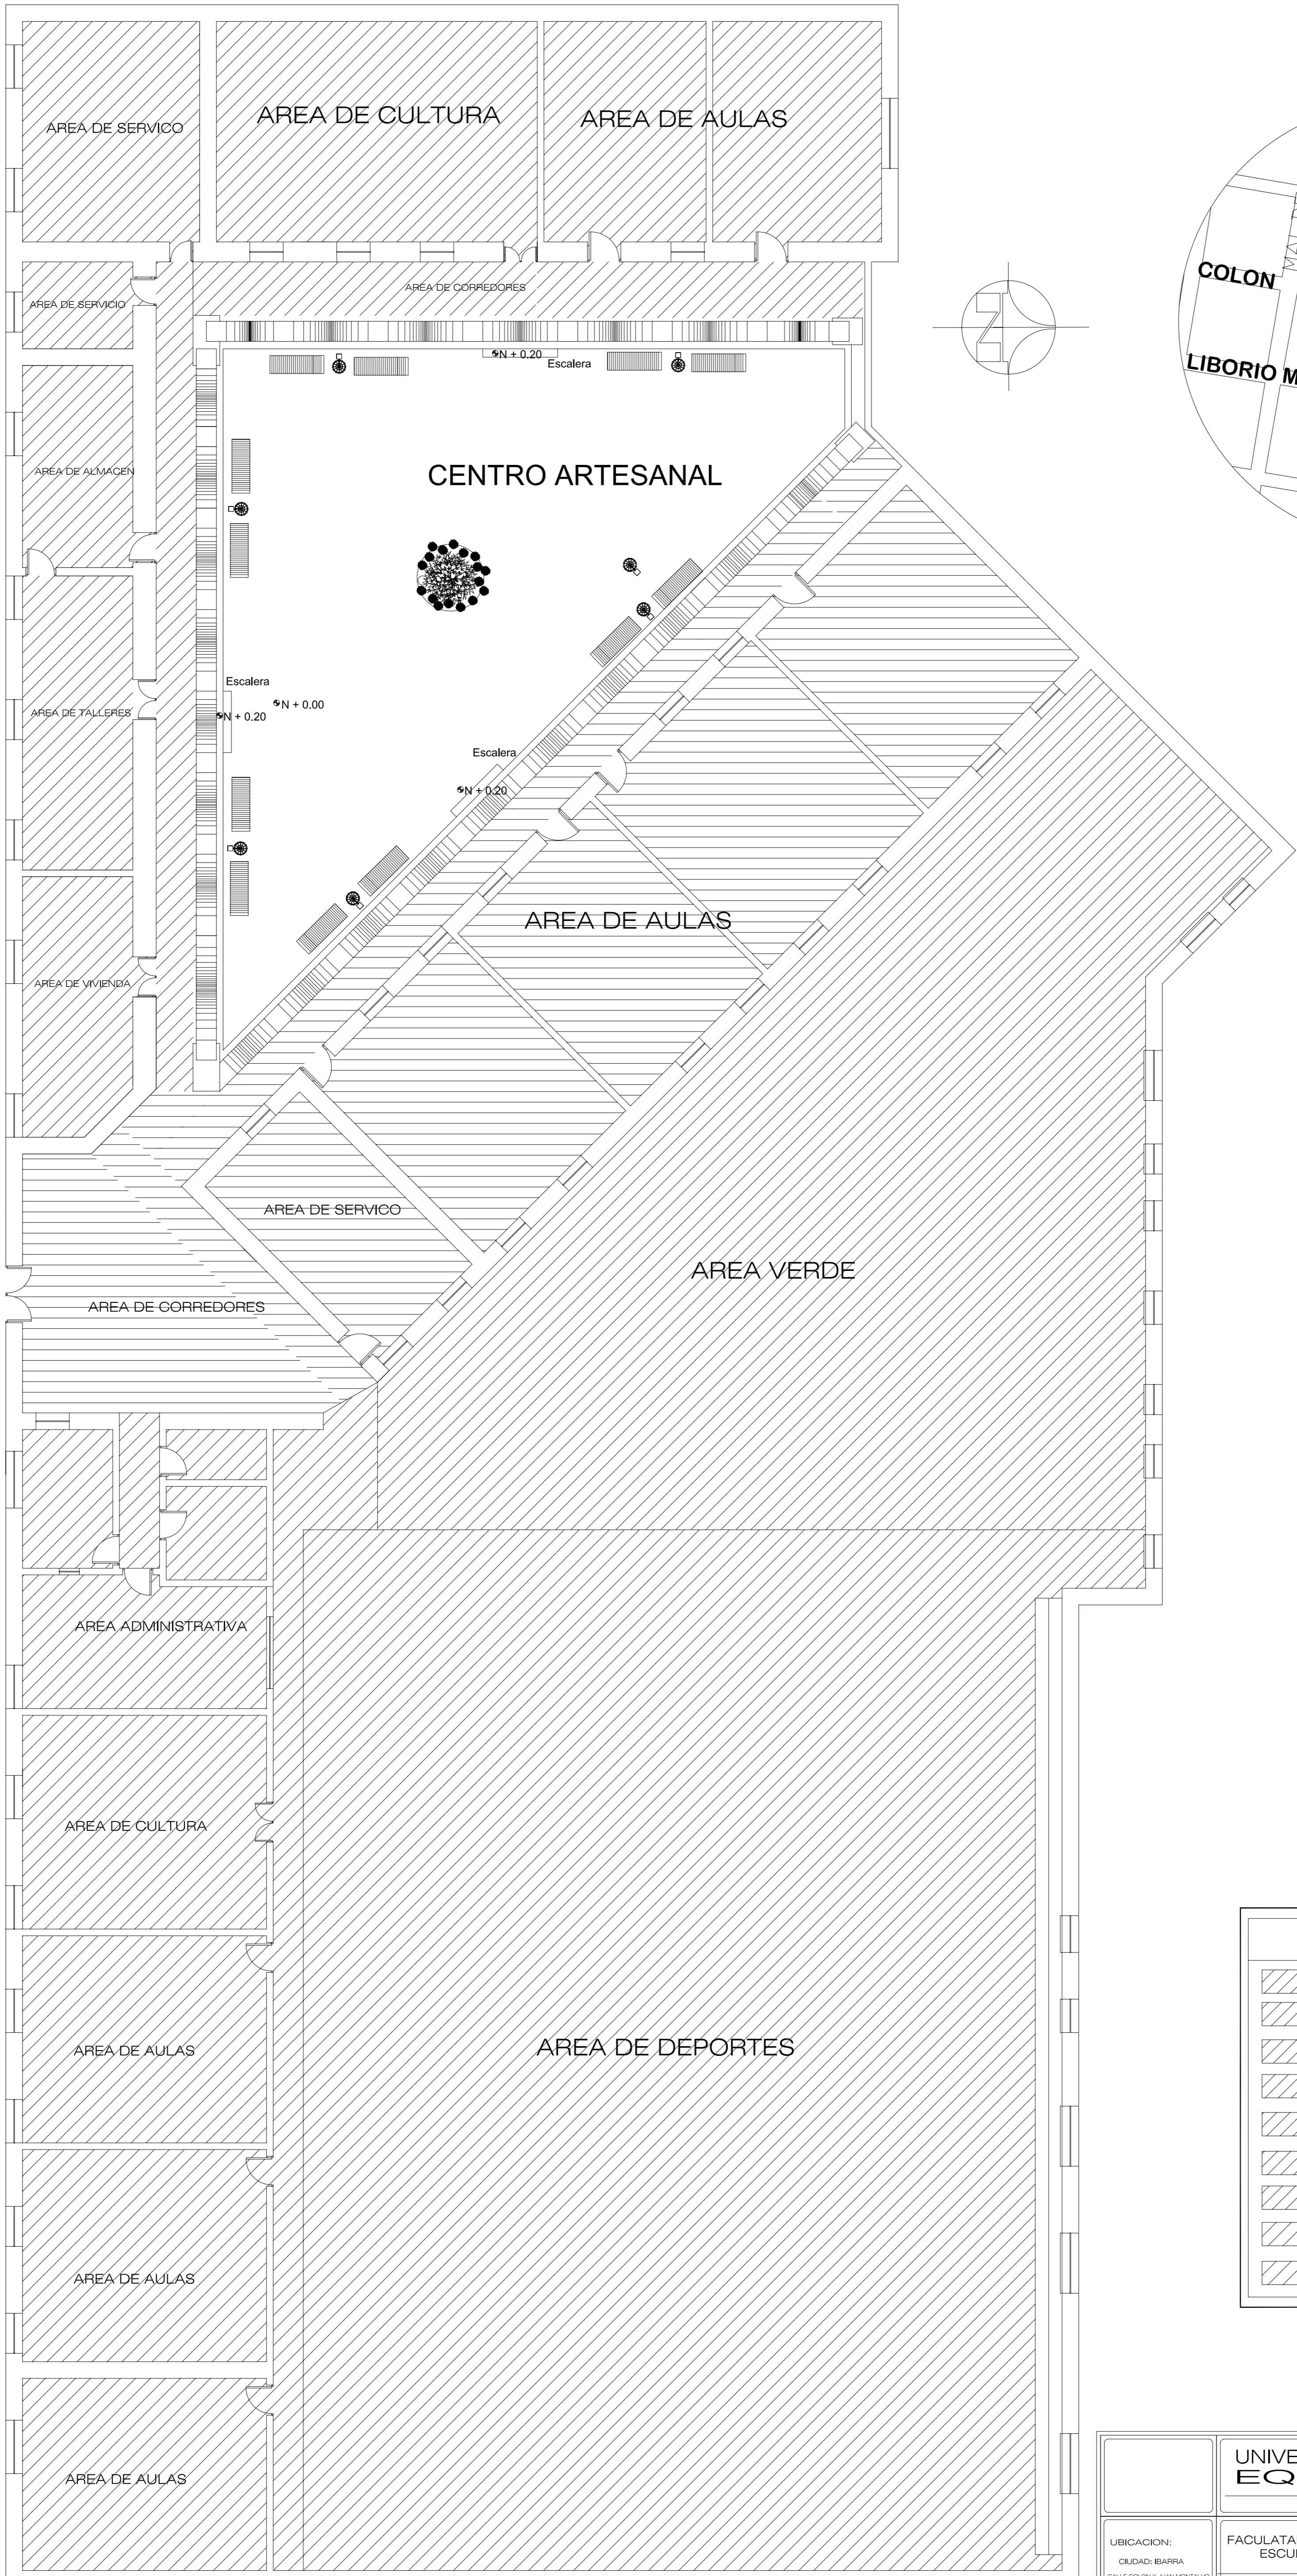 AREA DE SERVICO
AREA DE CULTURA
AREA DE AULAS
AREA DE SERVICIO
AREA DE CORREDORES
N + 0.20
Escalera
N
COLON
LIBORIO M
AREA DE ALMACEN
CENTRO ARTESANAL
Escalera
N + 0.00
N + 0.20
AREA DE TALLERES
Escalera
N + 0.20
AREA DE AULAS
AREA DE VIVIENDA
AREA DE SERVICO
AREA VERDE
AREA DE CORREDORES
AREA ADMINISTRATIVA
AREA DE CULTURA
AREA DE AULAS
AREA DE DEPORTES
AREA DE AULAS
AREA DE AULAS
UNIVE
EQ
UBICACION:
CIUDAD: IBARRA
FACULATA
ESCU